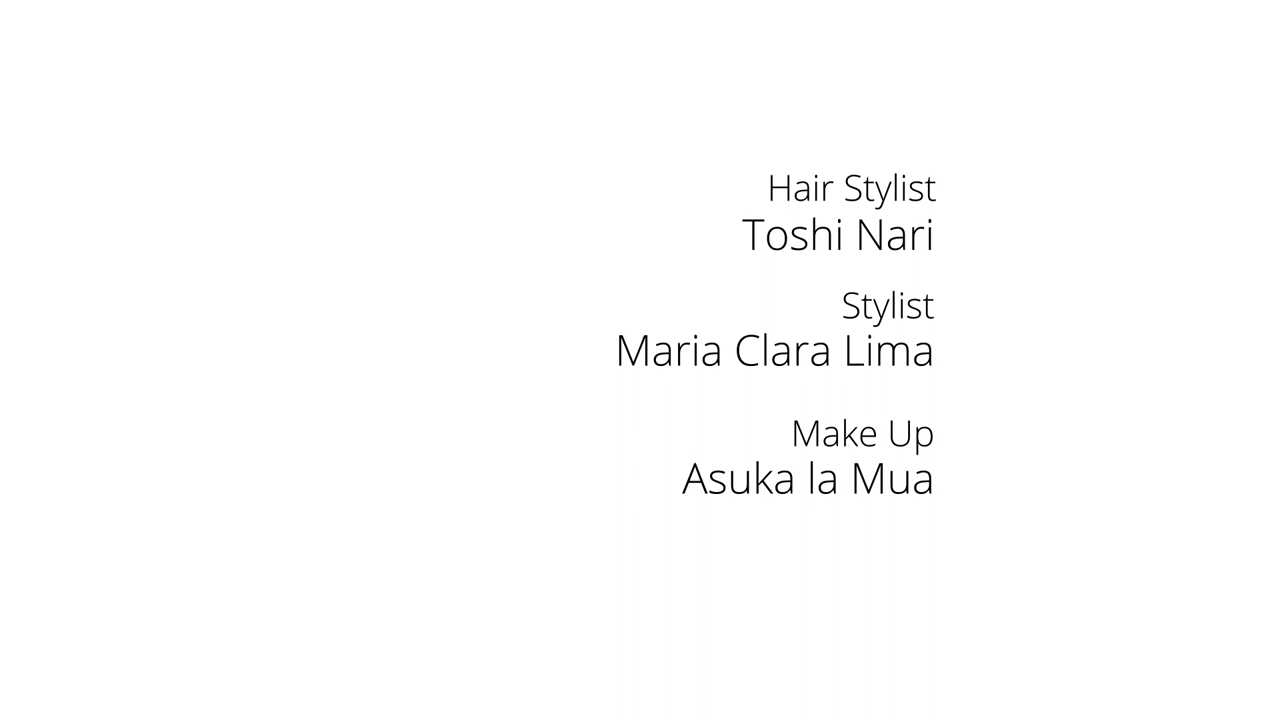 Hair Stylist
Toshi Nari
Stylist
Maria Clara Lima
Make Up
Asuka la Mua